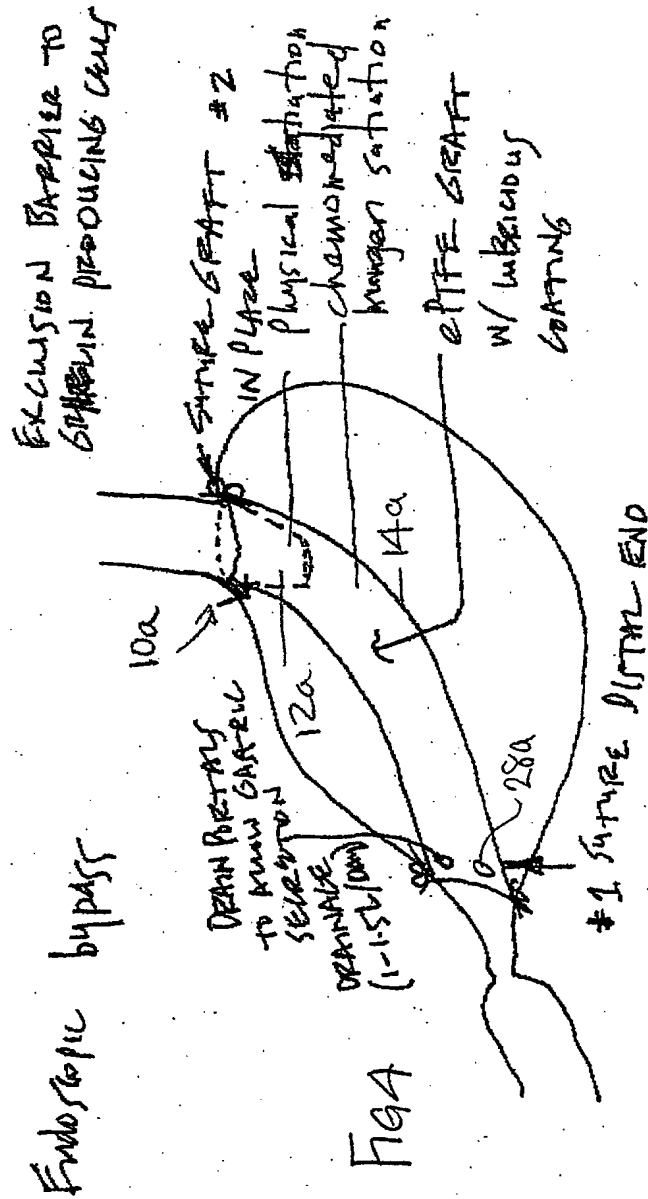 Endoscopic bypass
EXCLUSION BARRIER TO
GHRELIN PRODUCING CELLS
SUTURE GRAFT #2
IN PLACE
Physical satiation
chemomediated
hunger satiation
ePTFE GRAFT
W/ LUBRICIOUS
COATING
10a
12a
14a
DRAIN PORTALS
TO ALLOW GASTRIC
SECRETION
DRAINAGE
(1-1.5L/DAY)
28a
#1 SUTURE DISTAL END
FIG 4